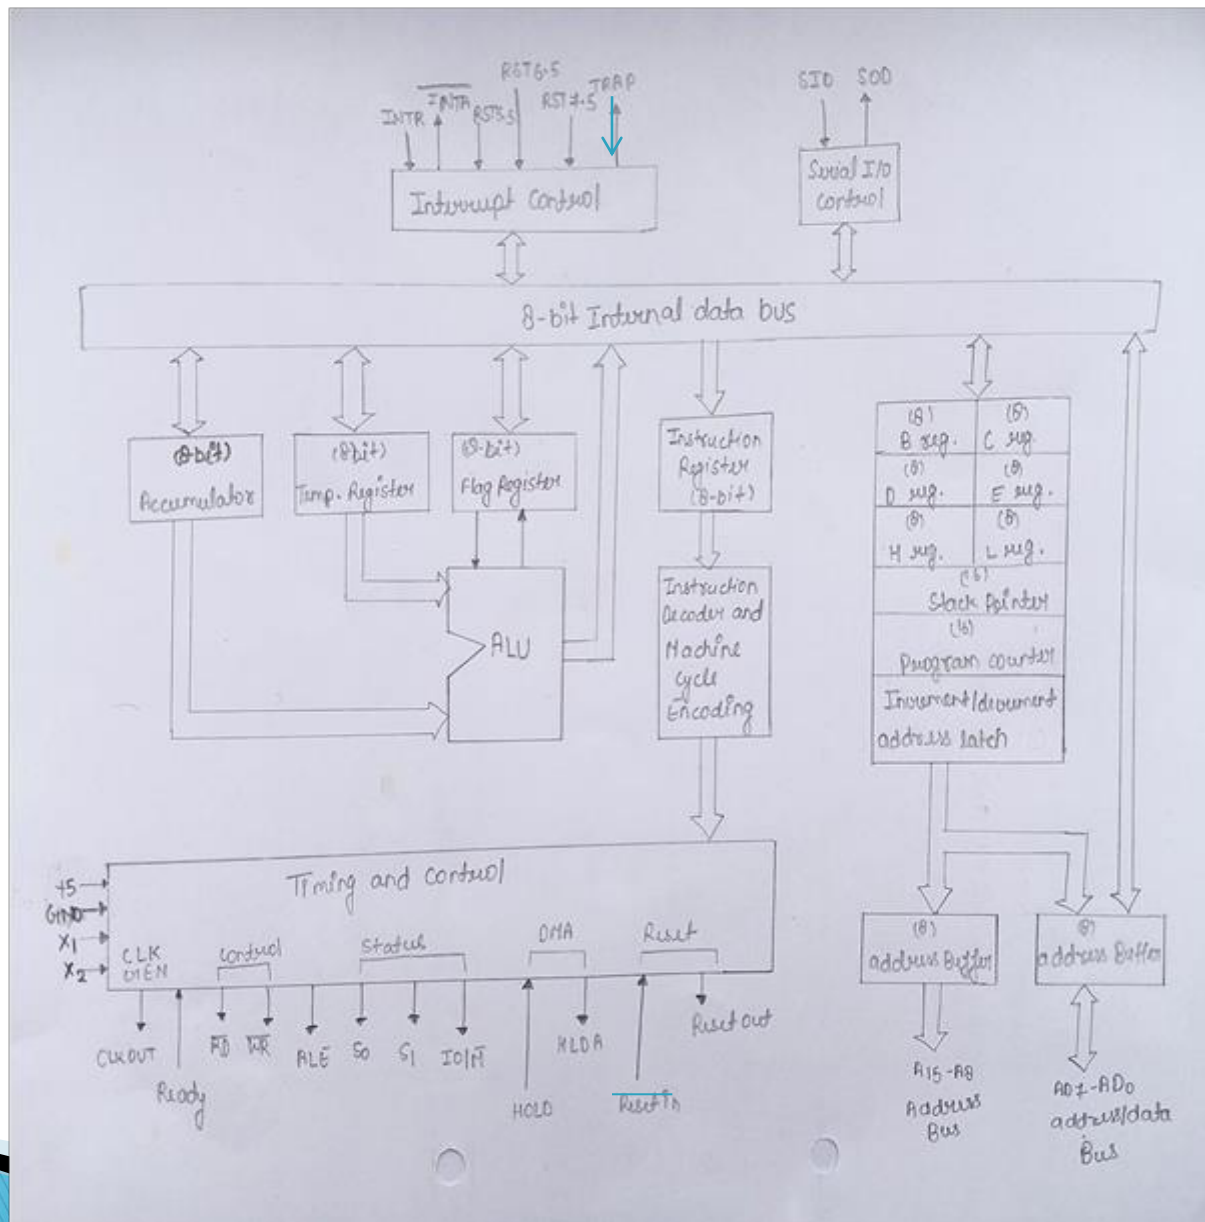 RST6.5
TRAP
INTR
INTA
RST5.5
RST7.5
SID
SOD
Interrupt Control
Serial I/O
control
8-bit Internal data bus
(8-bit)
Accumulator
(8bit)
Temp. Register
(8-bit)
Flag Register
Instruction
Register
(8-bit)
(8)
B reg.
(8)
C reg.
(8)
D reg.
(8)
E reg.
(8)
H reg.
(8)
L reg.
(16)
Stack Pointer
(16)
Program counter
Increment/decrement
address latch
ALU
Instruction
Decoder and
Machine
Cycle
Encoding
Timing and control
+5
GND
X1
X2
CLK
GEN
control
Status
DMA
Reset
CLKOUT
Ready
RD
WR
ALE
S0
S1
IO/M
HOLD
HLDA
Reset in
Reset out
(8)
address Buffer
(8)
address Buffer
A15-A8
Address
Bus
AD7-AD0
address/data
Bus